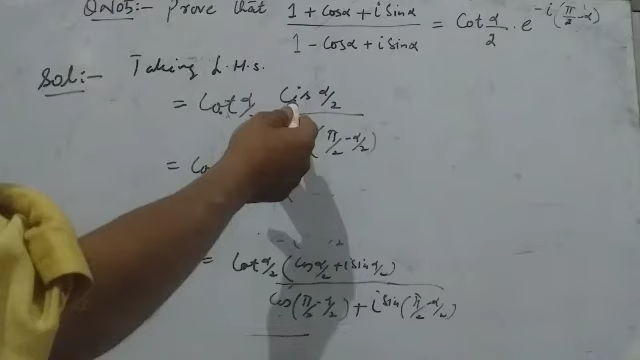 QNo5:- Prove that (1 + Cosα + i Sinα)/(1 - Cosα + i Sinα) = Cot α/2 . e^{-i(π/2 - α)}
Sol:- Taking L.H.S.
= Cot α/2 Cis α/2
(π/2 - α/2)
=
= Cot α/2 (Cos α/2 + i Sin α/2)
Cos(π/2 - α/2) + i Sin(π/2 - α/2)